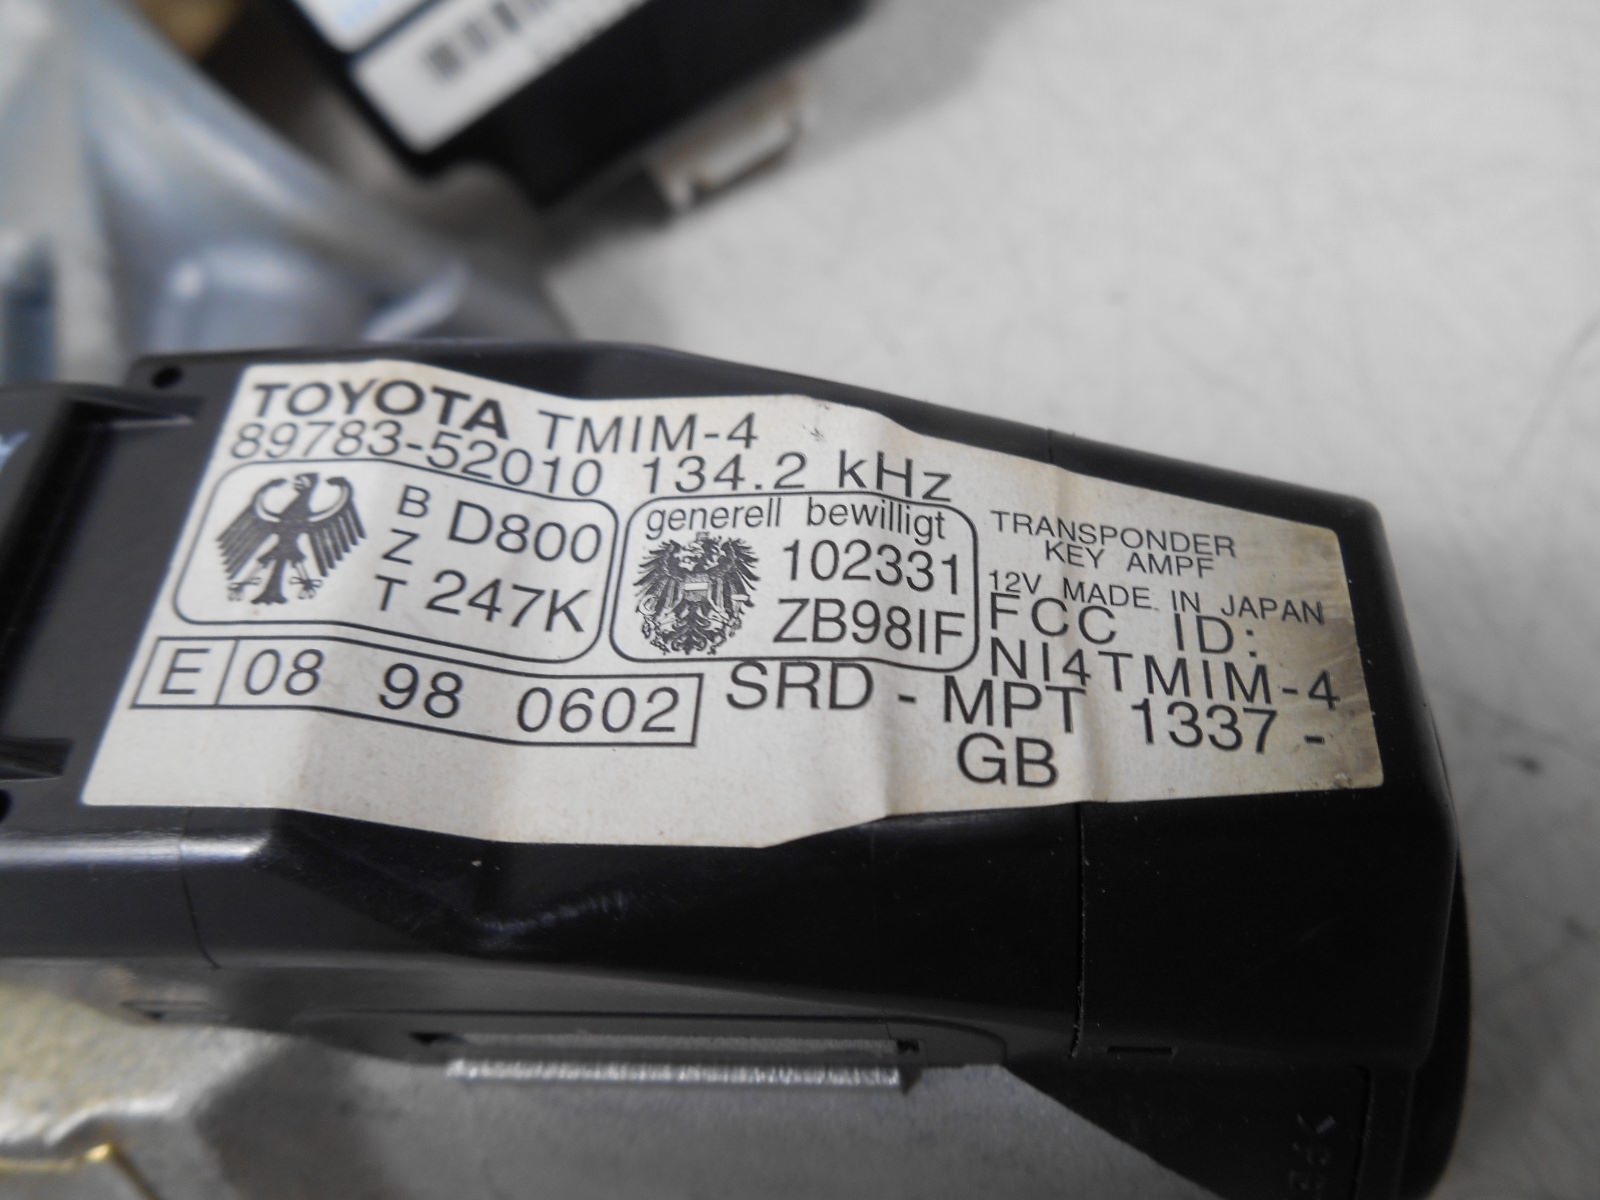 TOYOTA TMIM-4
89783-52010 134.2 kHz
BZT D800
247K
generell bewilligt
102331
ZB98IF
TRANSPONDER
KEY AMPF
12V MADE IN JAPAN
FCC ID:
NI4TMIM-4
E 08 98 0602
SRD - MPT 1337 -
GB